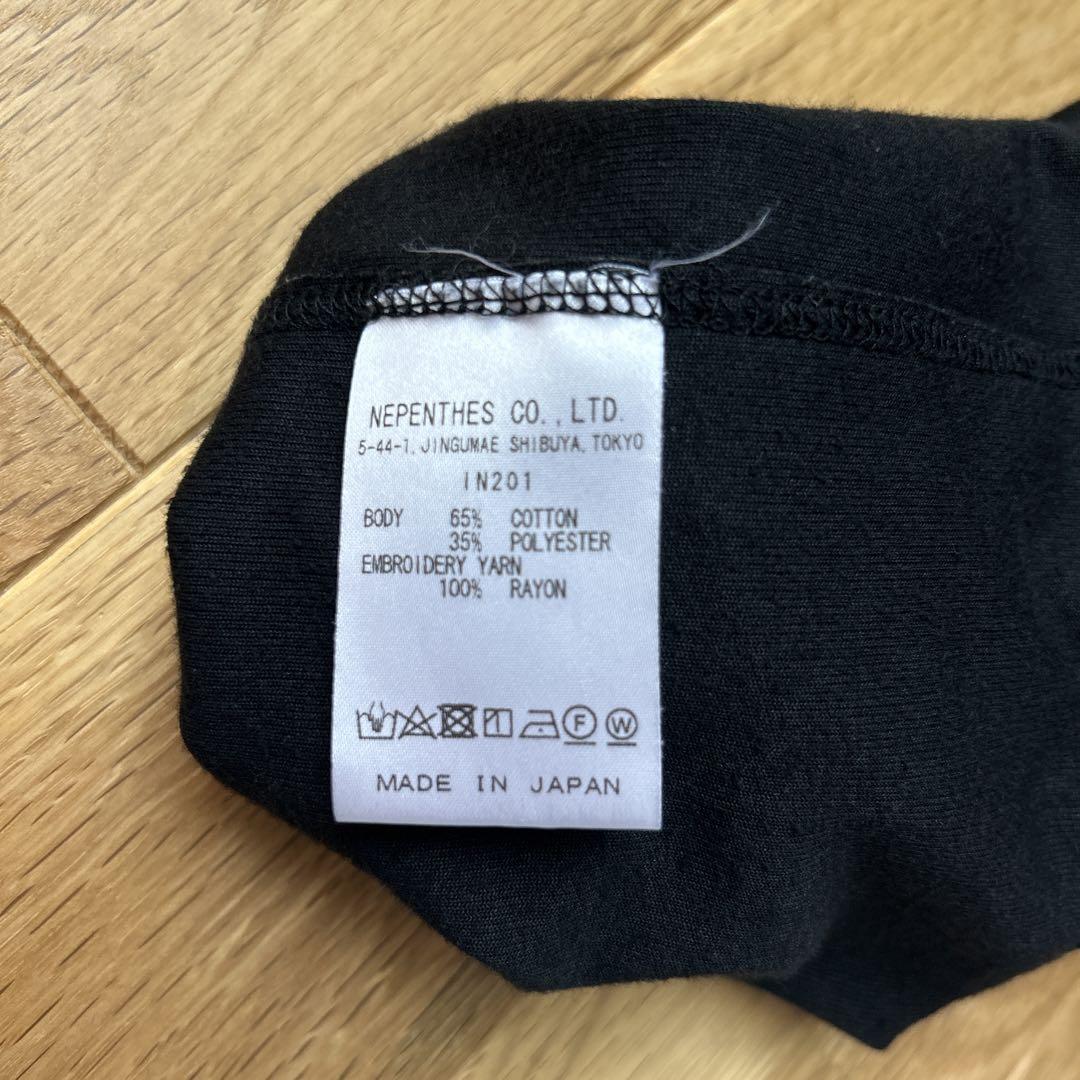 NEPENTHES CO.,LTD.
5-44-1, JINGUMAE SHIBUYA, TOKYO
IN201
BODY 65% COTTON
35% POLYESTER
EMBROIDERY YARN
100% RAYON
F W
MADE IN JAPAN